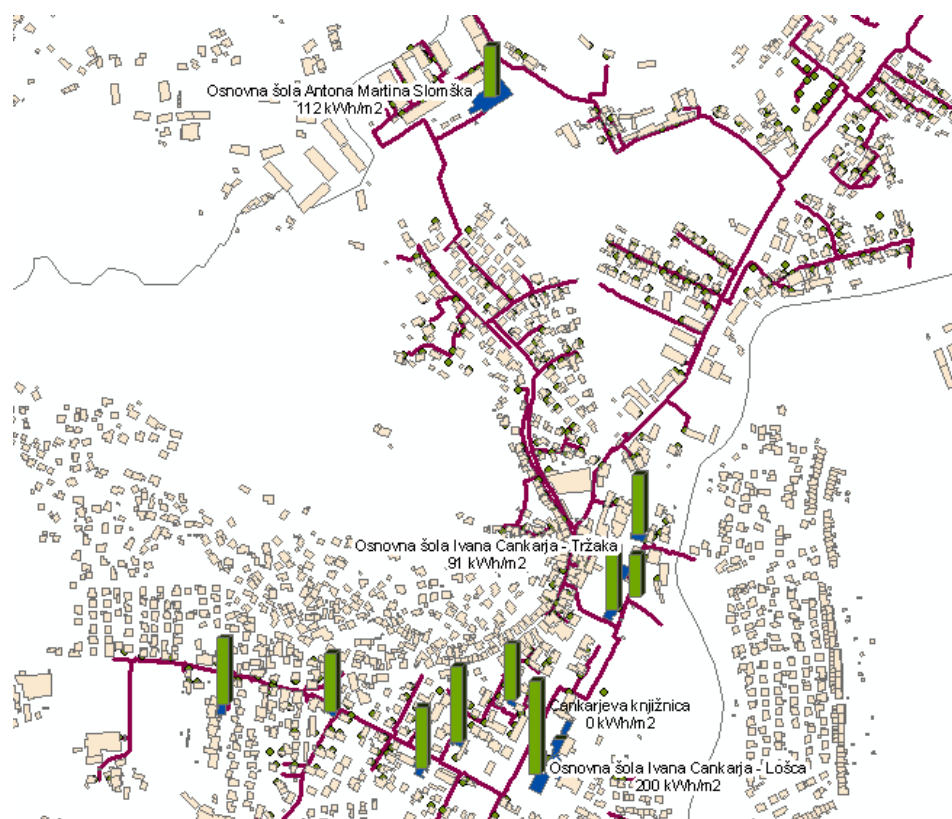 Osnovna šola Antona Martina Slomška
112 kWh/m2
Osnovna šola Ivana Cankarja - Tržaka
91 kWh/m2
Cankarjeva knjižnica
0 kWh/m2
Osnovna šola Ivana Cankarja - Lošca
200 kWh/m2